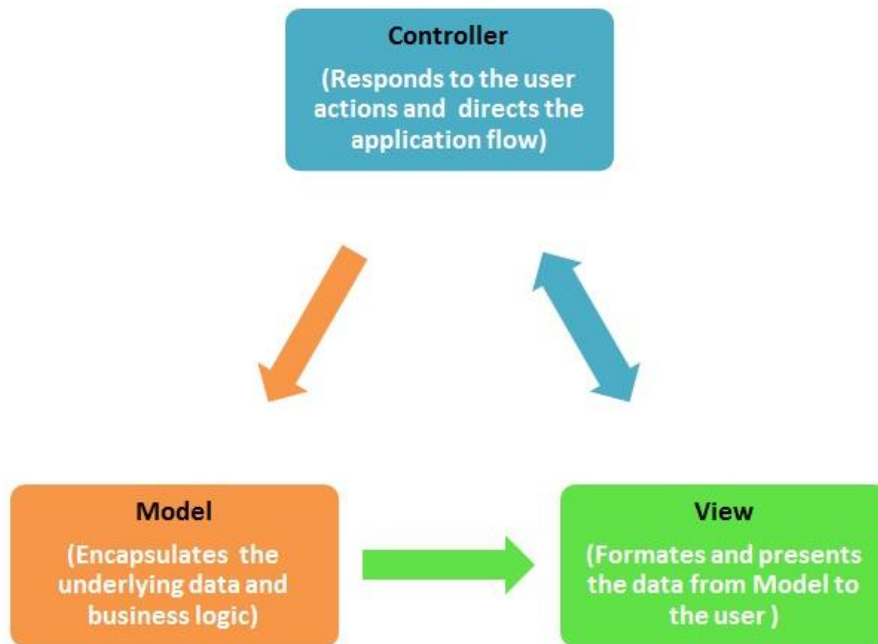 Controller
(Responds to the user
actions and directs the
application flow)
Model
(Encapsulates the
underlying data and
business logic)
View
(Formates and presents
the data from Model to
the user )